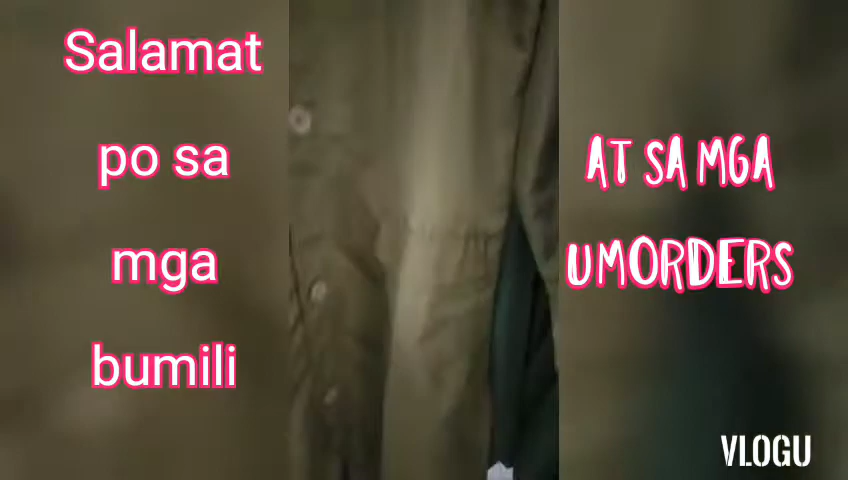 Salamat
po sa
mga
bumili
AT SA MGA
UMORDERS
VLOGU